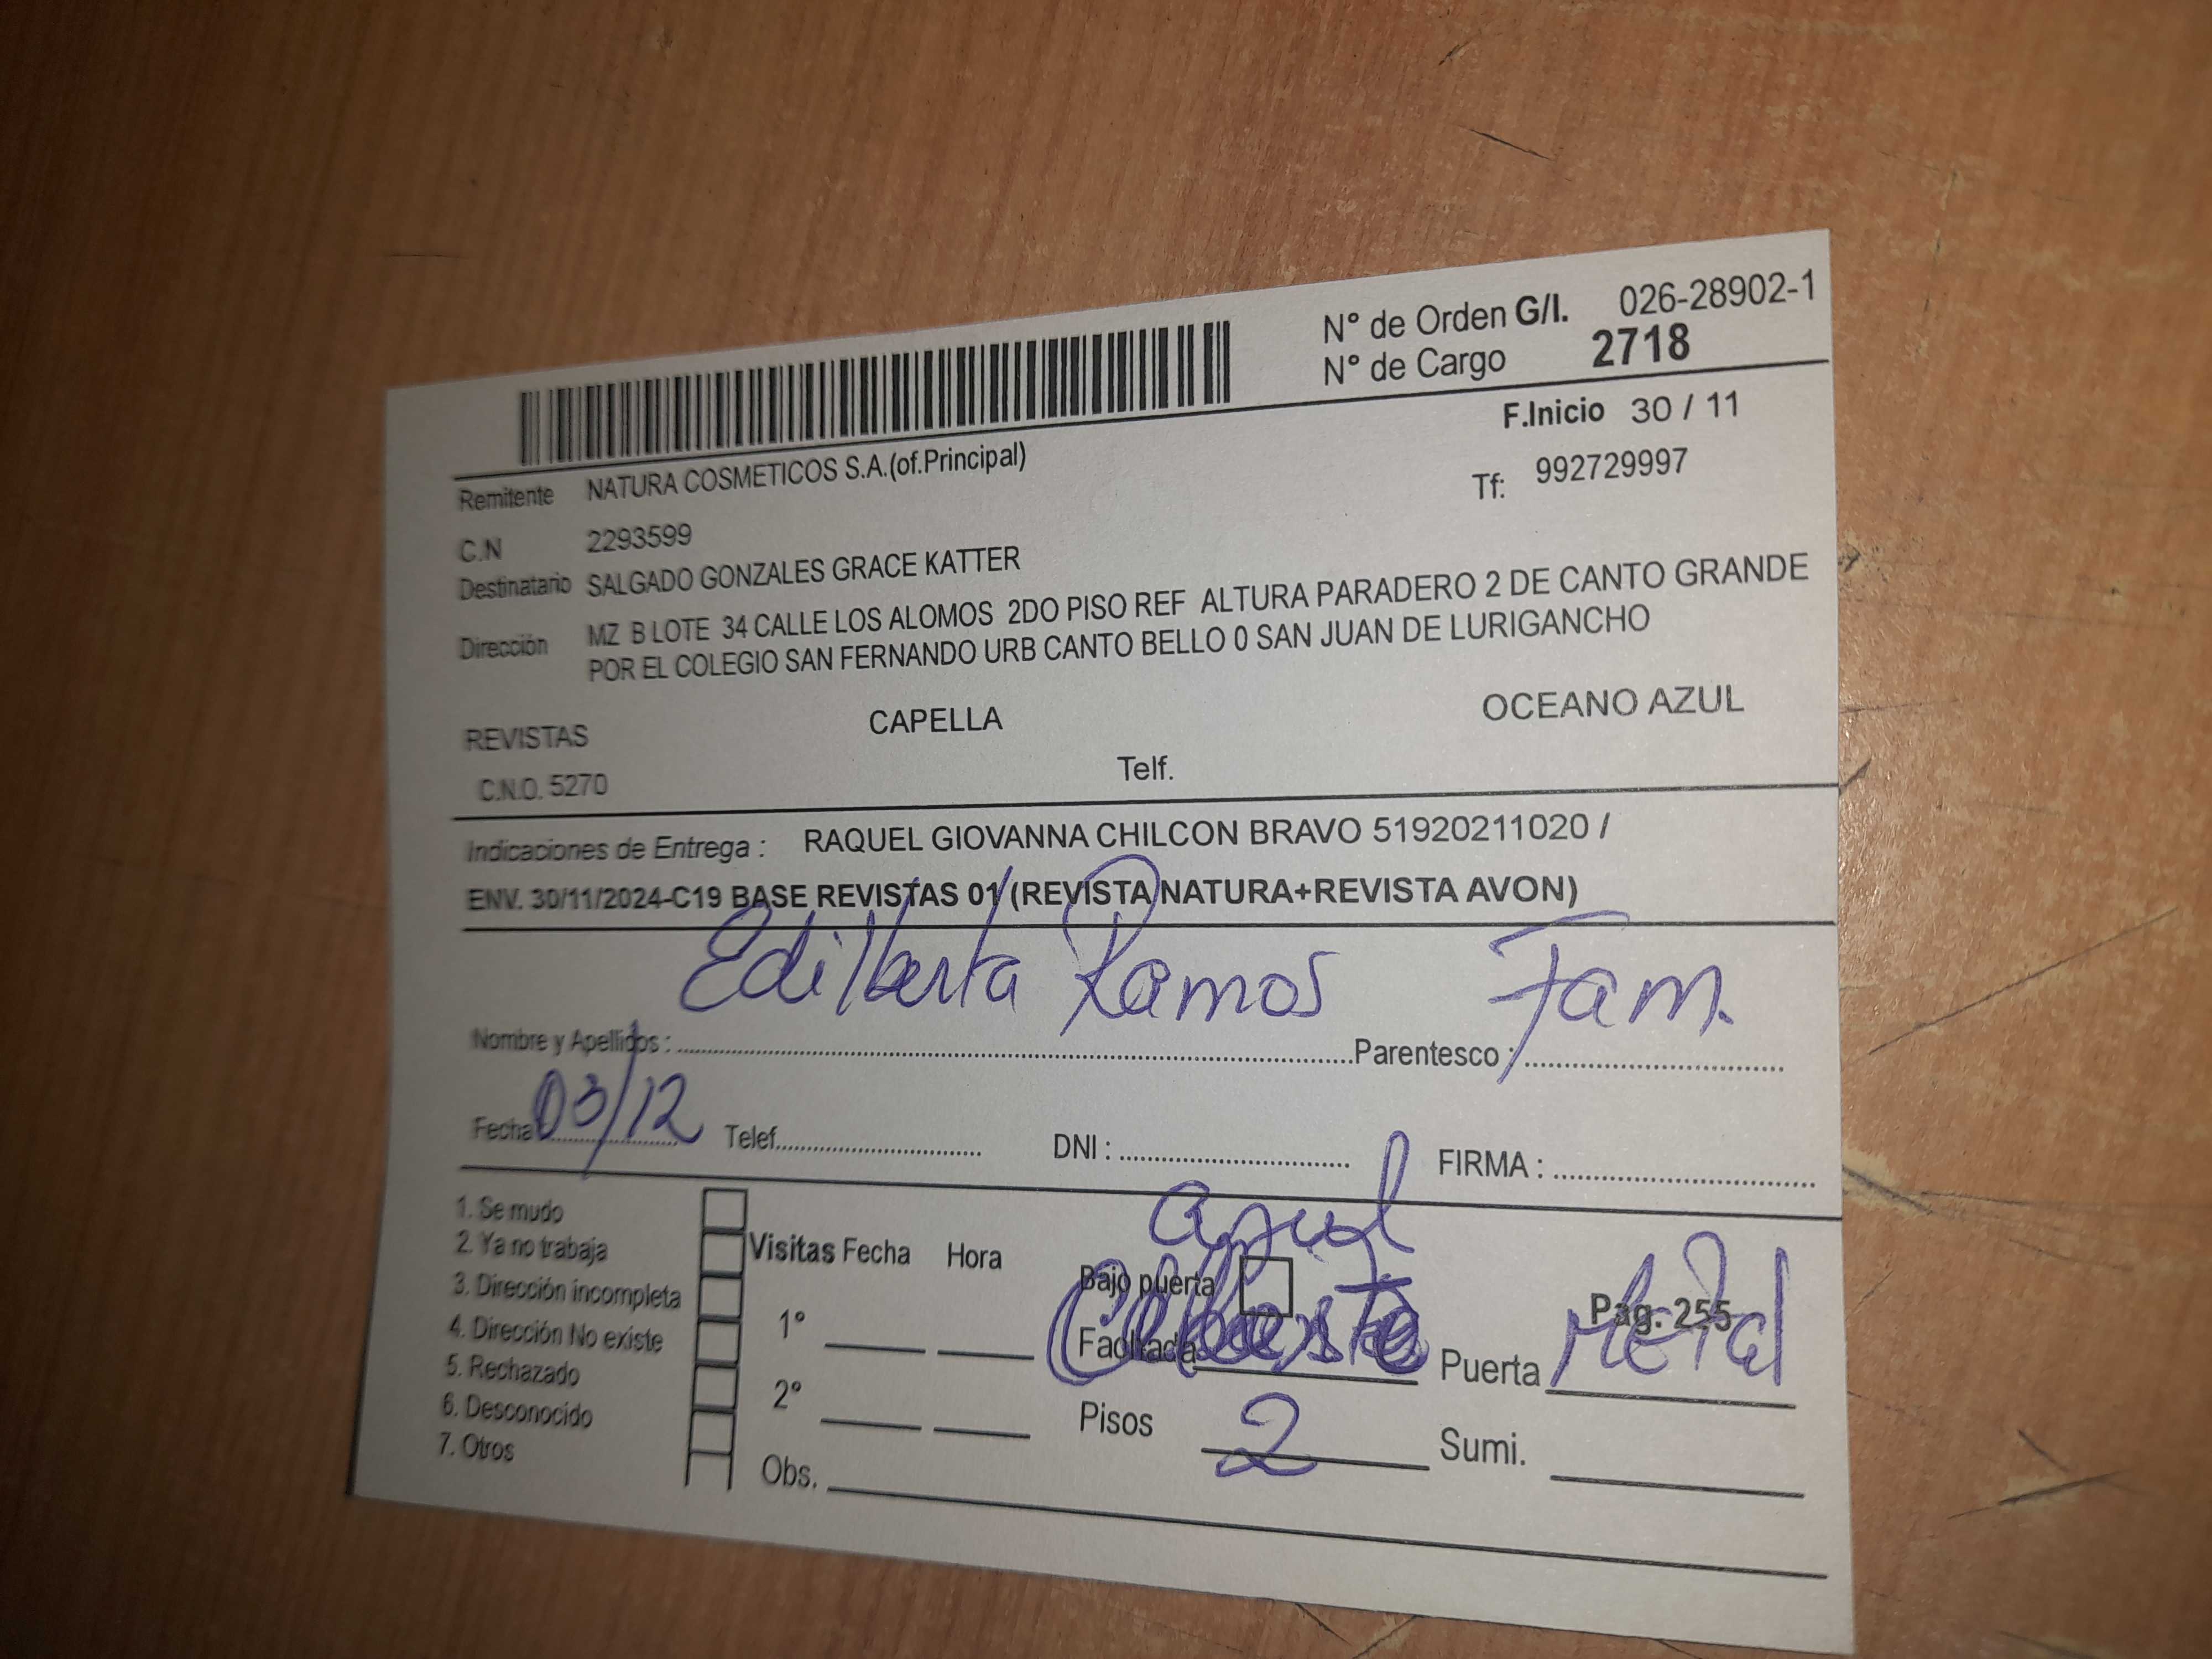 N° de Orden G/I. 026-28902-1
N° de Cargo 2718
F.Inicio 30 / 11
Remitente NATURA COSMETICOS S.A.(of.Principal) Tf: 992729997
C.N 2293599
Destinatario SALGADO GONZALES GRACE KATTER
Dirección MZ B LOTE 34 CALLE LOS ALOMOS 2DO PISO REF ALTURA PARADERO 2 DE CANTO GRANDE
POR EL COLEGIO SAN FERNANDO URB CANTO BELLO 0 SAN JUAN DE LURIGANCHO
REVISTAS CAPELLA OCEANO AZUL
C.N.O. 5270 Telf.
Indicaciones de Entrega : RAQUEL GIOVANNA CHILCON BRAVO 51920211020 /
ENV. 30/11/2024-C19 BASE REVISTAS 01 (REVISTA NATURA+REVISTA AVON)
Edilberta Ramos Fam.
Nombre y Apellidos : Parentesco :
Fecha 03/12 Telef. DNI : FIRMA :
azul
1. Se mudo
2. Ya no trabaja Visitas Fecha Hora Bajo puerta
3. Dirección incompleta 1° Fachada Puerta Metal Pag. 255
4. Dirección No existe
5. Rechazado 2° Pisos 2 Sumi.
6. Desconocido
7. Otros Obs.